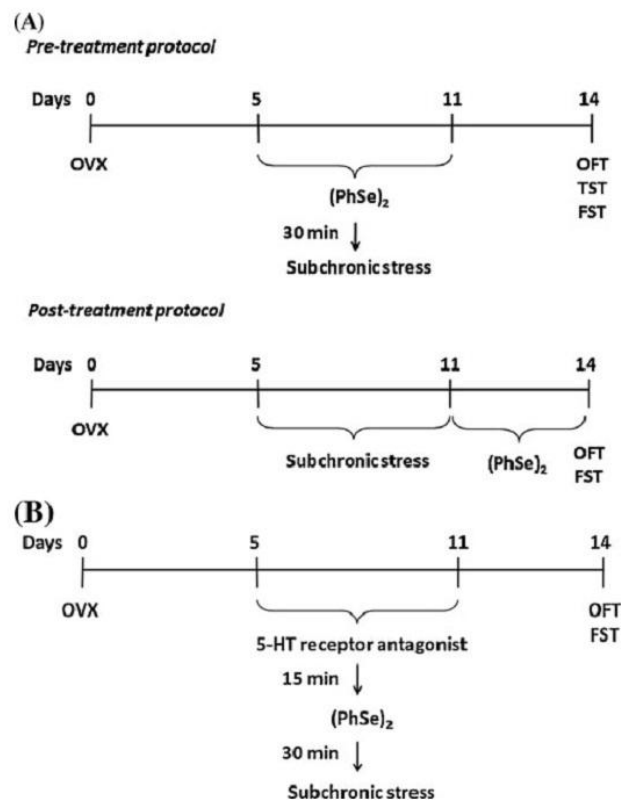 (A)
Pre-treatment protocol
Days 0 5 11 14
OVX OFT
TST
(PhSe)₂ FST
30 min
Subchronic stress
Post-treatment protocol
Days 0 5 11 14
OVX
Subchronic stress (PhSe)₂ OFT
FST
(B)
Days 0 5 11 14
OVX OFT
FST
5-HT receptor antagonist
15 min
(PhSe)₂
30 min
Subchronic stress